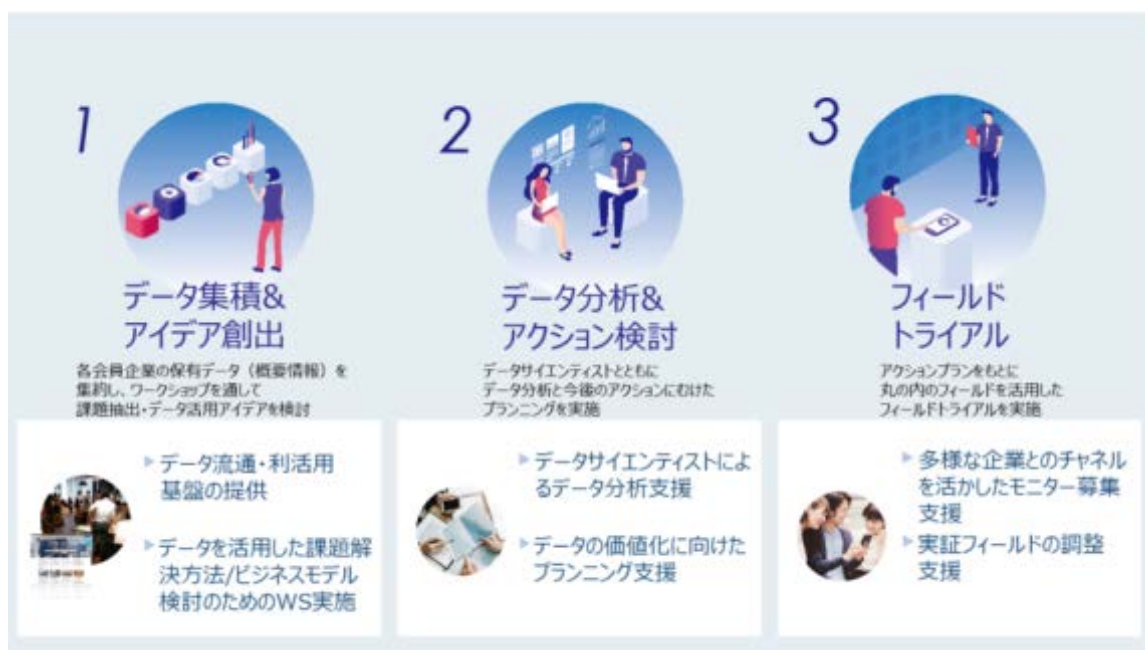 1
データ集積&
アイデア創出
各会員企業の保有データ（概要情報）を
集約し、ワークショップを通して
課題抽出・データ活用アイデアを検討
▶データ流通・利活用
基盤の提供
▶データを活用した課題解
決方法/ビジネスモデル
検討のためのWS実施
2
データ分析&
アクション検討
データサイエンティストとともに
データ分析と今後のアクションにむけた
プランニングを実施
▶データサイエンティストによ
るデータ分析支援
▶データの価値化に向けた
プランニング支援
3
フィールド
トライアル
アクションプランをもとに
丸の内のフィールドを活用した
フィールドトライアルを実施
▶多様な企業とのチャネル
を活かしたモニター募集
支援
▶実証フィールドの調整
支援